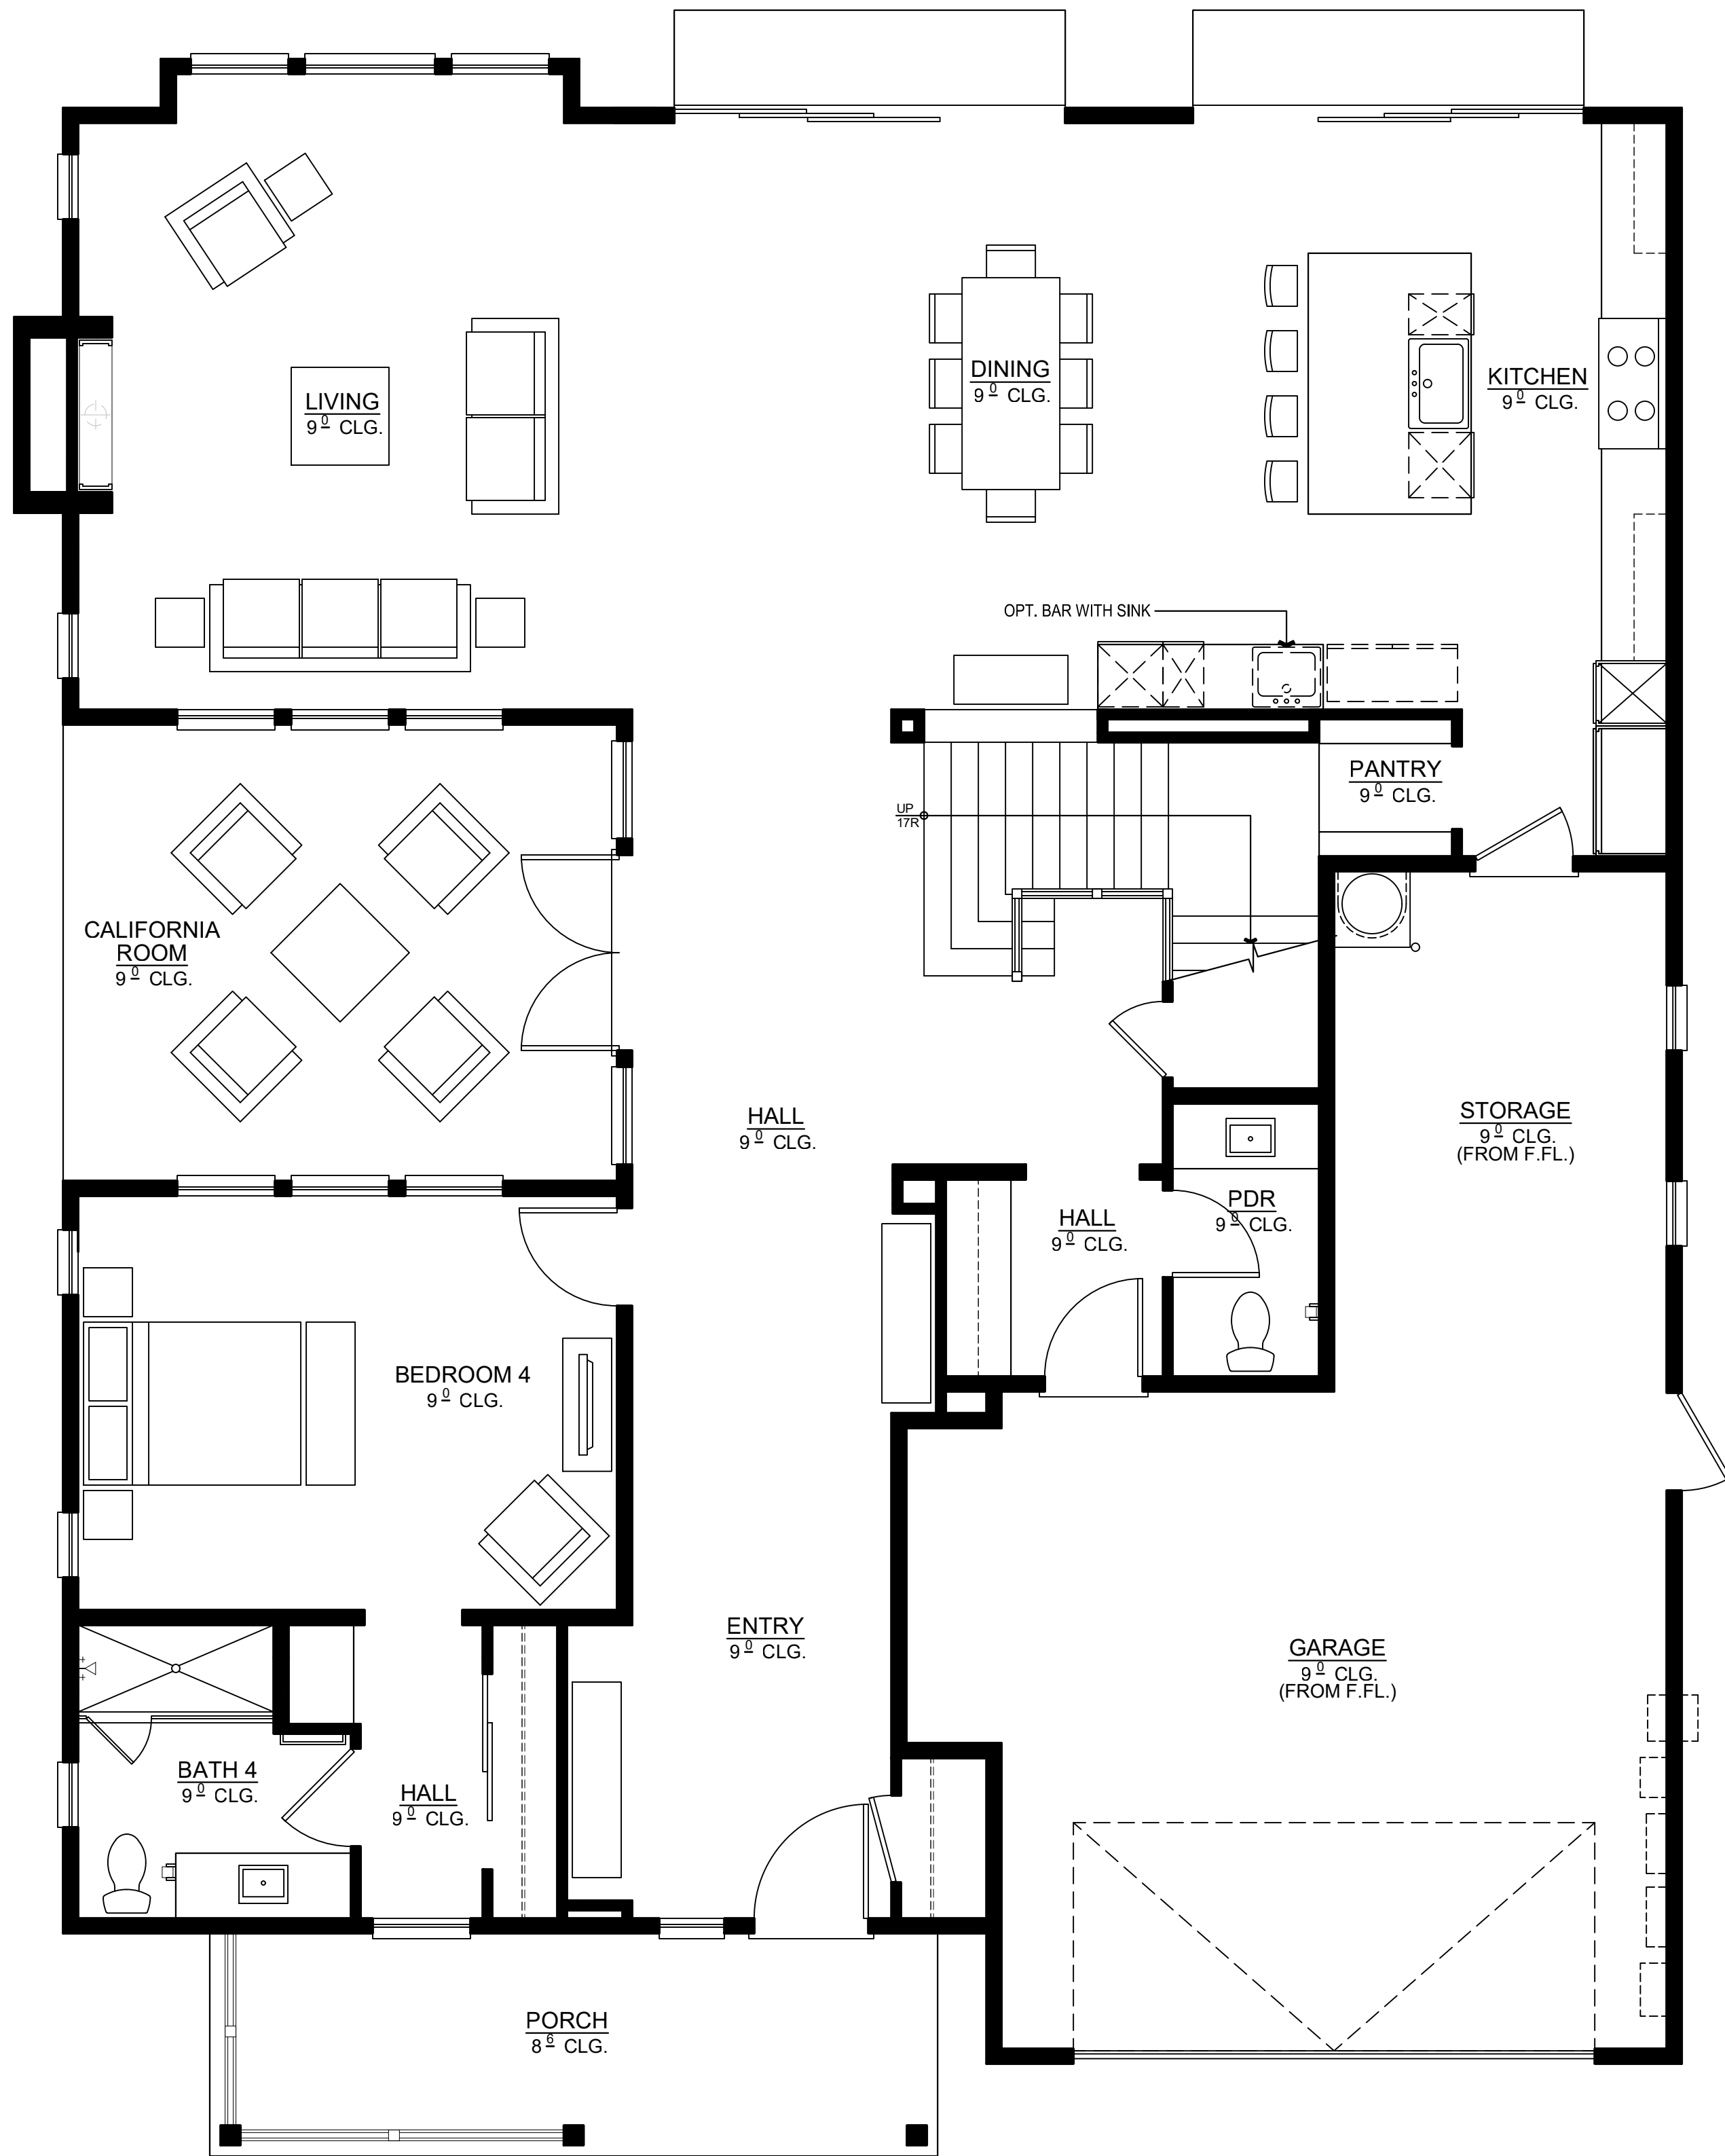 LIVING
9 0 CLG.
DINING
9 0 CLG.
KITCHEN
9 0 CLG.
OPT. BAR WITH SINK
PANTRY
9 0 CLG.
UP
17R
CALIFORNIA
ROOM
9 0 CLG.
HALL
9 0 CLG.
STORAGE
9 0 CLG.
(FROM F.FL.)
HALL
9 0 CLG.
PDR
9 0 CLG.
BEDROOM 4
9 0 CLG.
ENTRY
9 0 CLG.
GARAGE
9 0 CLG.
(FROM F.FL.)
BATH 4
9 0 CLG.
HALL
9 0 CLG.
PORCH
8 6 CLG.